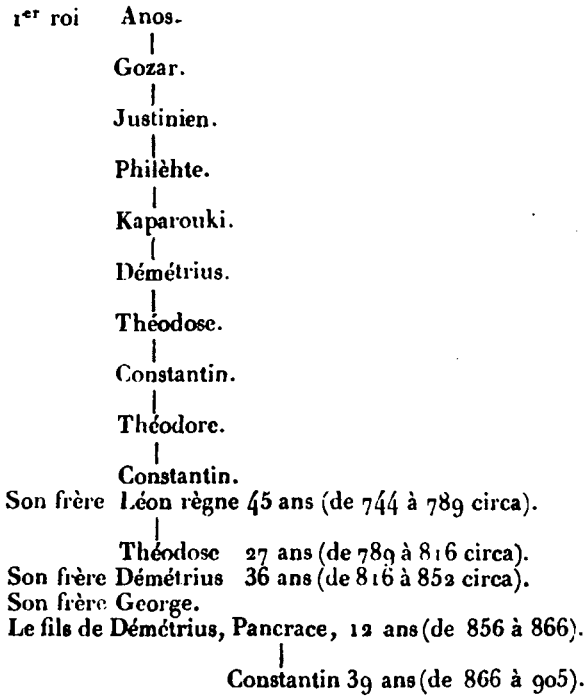 1er roi Anos.
Gozar.
Justinien.
Philèhte.
Kaparouki.
Démétrius.
Théodose.
Constantin.
Théodore.
Constantin.
Son frère Léon règne 45 ans (de 744 à 789 circa).
Théodose 27 ans (de 789 à 816 circa).
Son frère Démétrius 36 ans (de 816 à 852 circa).
Son frère George.
Le fils de Démétrius, Pancrace, 12 ans (de 856 à 866).
Constantin 39 ans (de 866 à 905).